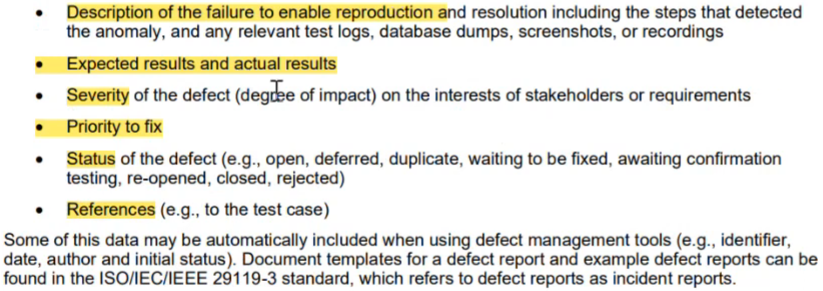 • Description of the failure to enable reproduction and resolution including the steps that detected
the anomaly, and any relevant test logs, database dumps, screenshots, or recordings
• Expected results and actual results
• Severity of the defect (degree of impact) on the interests of stakeholders or requirements
• Priority to fix
• Status of the defect (e.g., open, deferred, duplicate, waiting to be fixed, awaiting confirmation
testing, re-opened, closed, rejected)
• References (e.g., to the test case)
Some of this data may be automatically included when using defect management tools (e.g., identifier,
date, author and initial status). Document templates for a defect report and example defect reports can be
found in the ISO/IEC/IEEE 29119-3 standard, which refers to defect reports as incident reports.